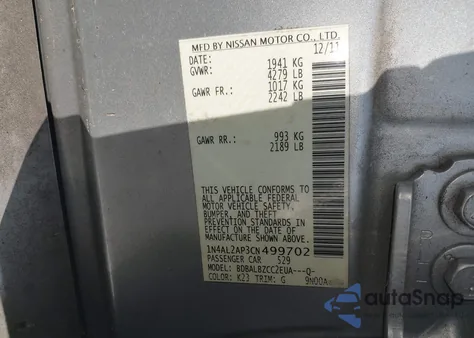 MFD BY NISSAN MOTOR CO., LTD.
DATE: 12/11
GVWR: 1941 KG
4279 LB
GAWR FR.: 1017 KG
2242 LB
GAWR RR.: 993 KG
2189 LB
THIS VEHICLE CONFORMS TO
ALL APPLICABLE FEDERAL
MOTOR VEHICLE SAFETY,
BUMPER, AND THEFT
PREVENTION STANDARDS IN
EFFECT ON THE DATE OF
MANUFACTURE SHOWN ABOVE.
1N4AL2AP3CN499702
PASSENGER CAR S29
MODEL: BDBALBZCC2EUA---Q-
COLOR: K23 TRIM: G 9N00A
autoSnap